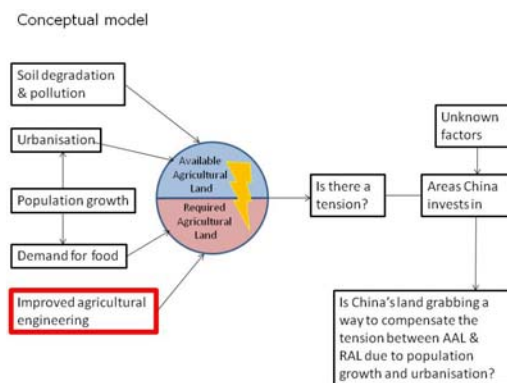 Conceptual model
Soil degradation
& pollution
Urbanisation
Population growth
Demand for food
Improved agricultural
engineering
Available
Agricultural
Land
Required
Agricultural
Land
Is there a
tension?
Unknown
factors
Areas China
invests in
Is China's land grabbing a
way to compensate the
tension between AAL &
RAL due to population
growth and urbanisation?